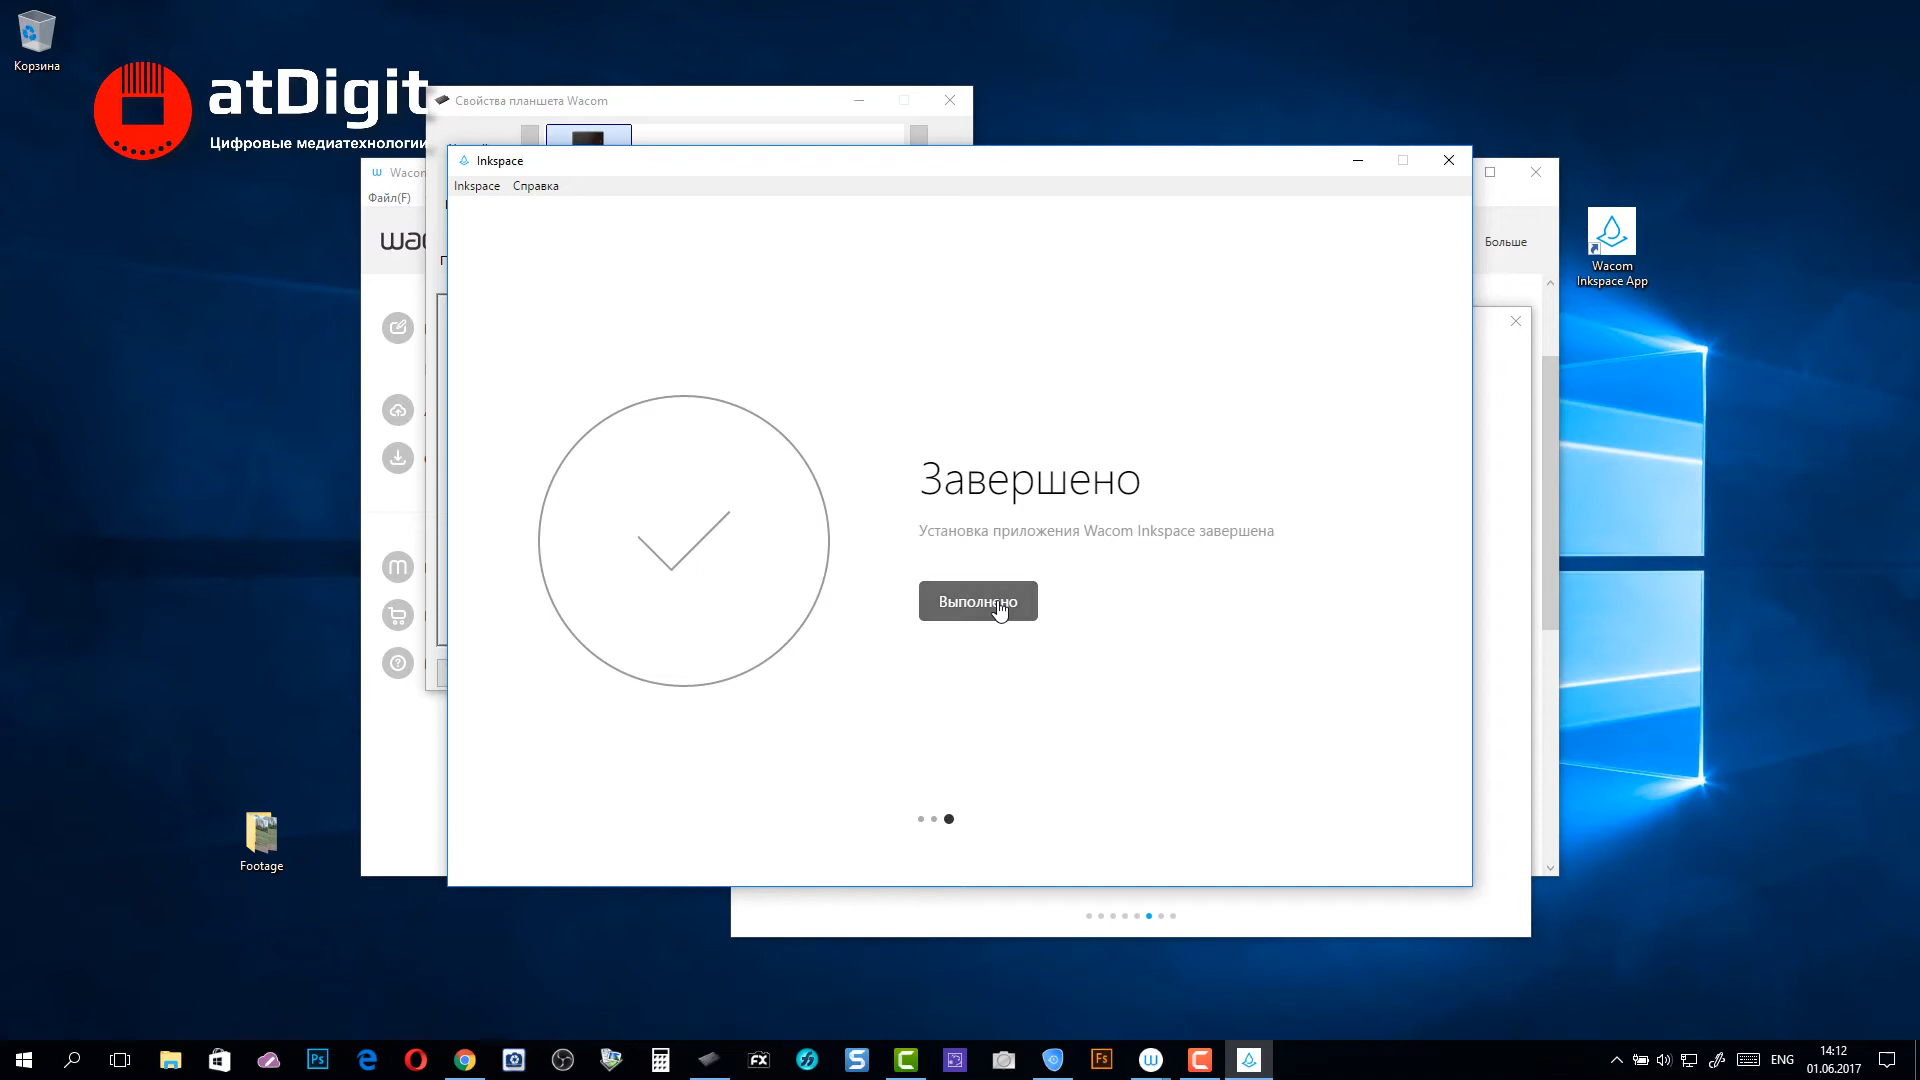 Корзина
atDigit
Цифровые медиатехнологии
Свойства планшета Wacom
Inkspace
Inkspace Справка
Wacom
Файл(F)
Больше
Wacom
Inkspace App
Завершено
Установка приложения Wacom Inkspace завершена
Выполнено
Footage
ENG
14:12
01.06.2017